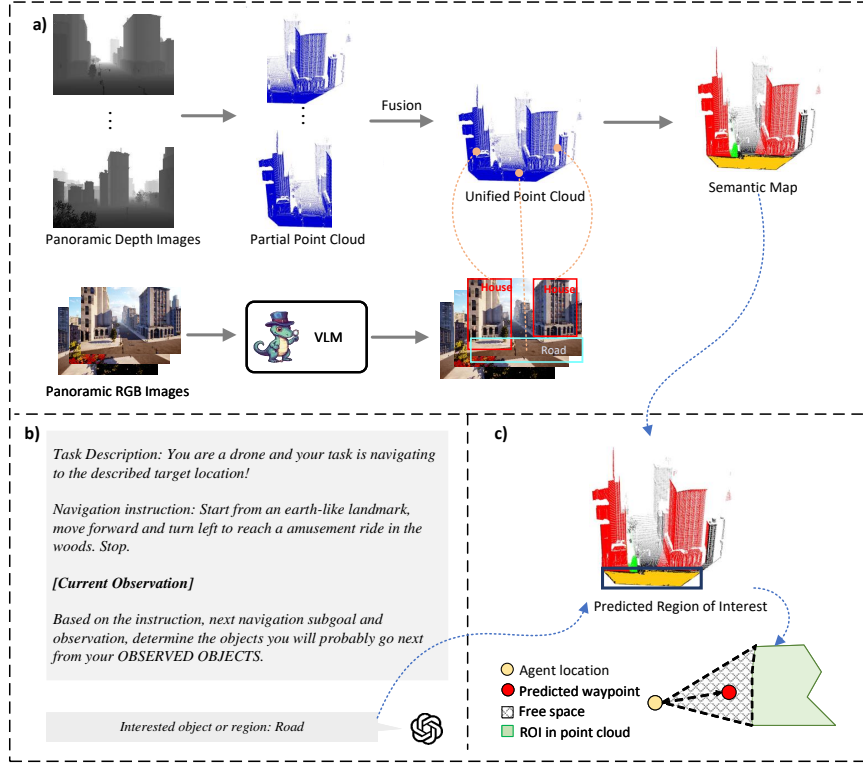 a)
Fusion
Panoramic Depth Images
Partial Point Cloud
Unified Point Cloud
Semantic Map
House
House
Road
VLM
Panoramic RGB Images
b)
Task Description: You are a drone and your task is navigating
to the described target location!
Navigation instruction: Start from an earth-like landmark,
move forward and turn left to reach a amusement ride in the
woods. Stop.
[Current Observation]
Based on the instruction, next navigation subgoal and
observation, determine the objects you will probably go next
from your OBSERVED OBJECTS.
Interested object or region: Road
c)
Predicted Region of Interest
Agent location
Predicted waypoint
Free space
ROI in point cloud